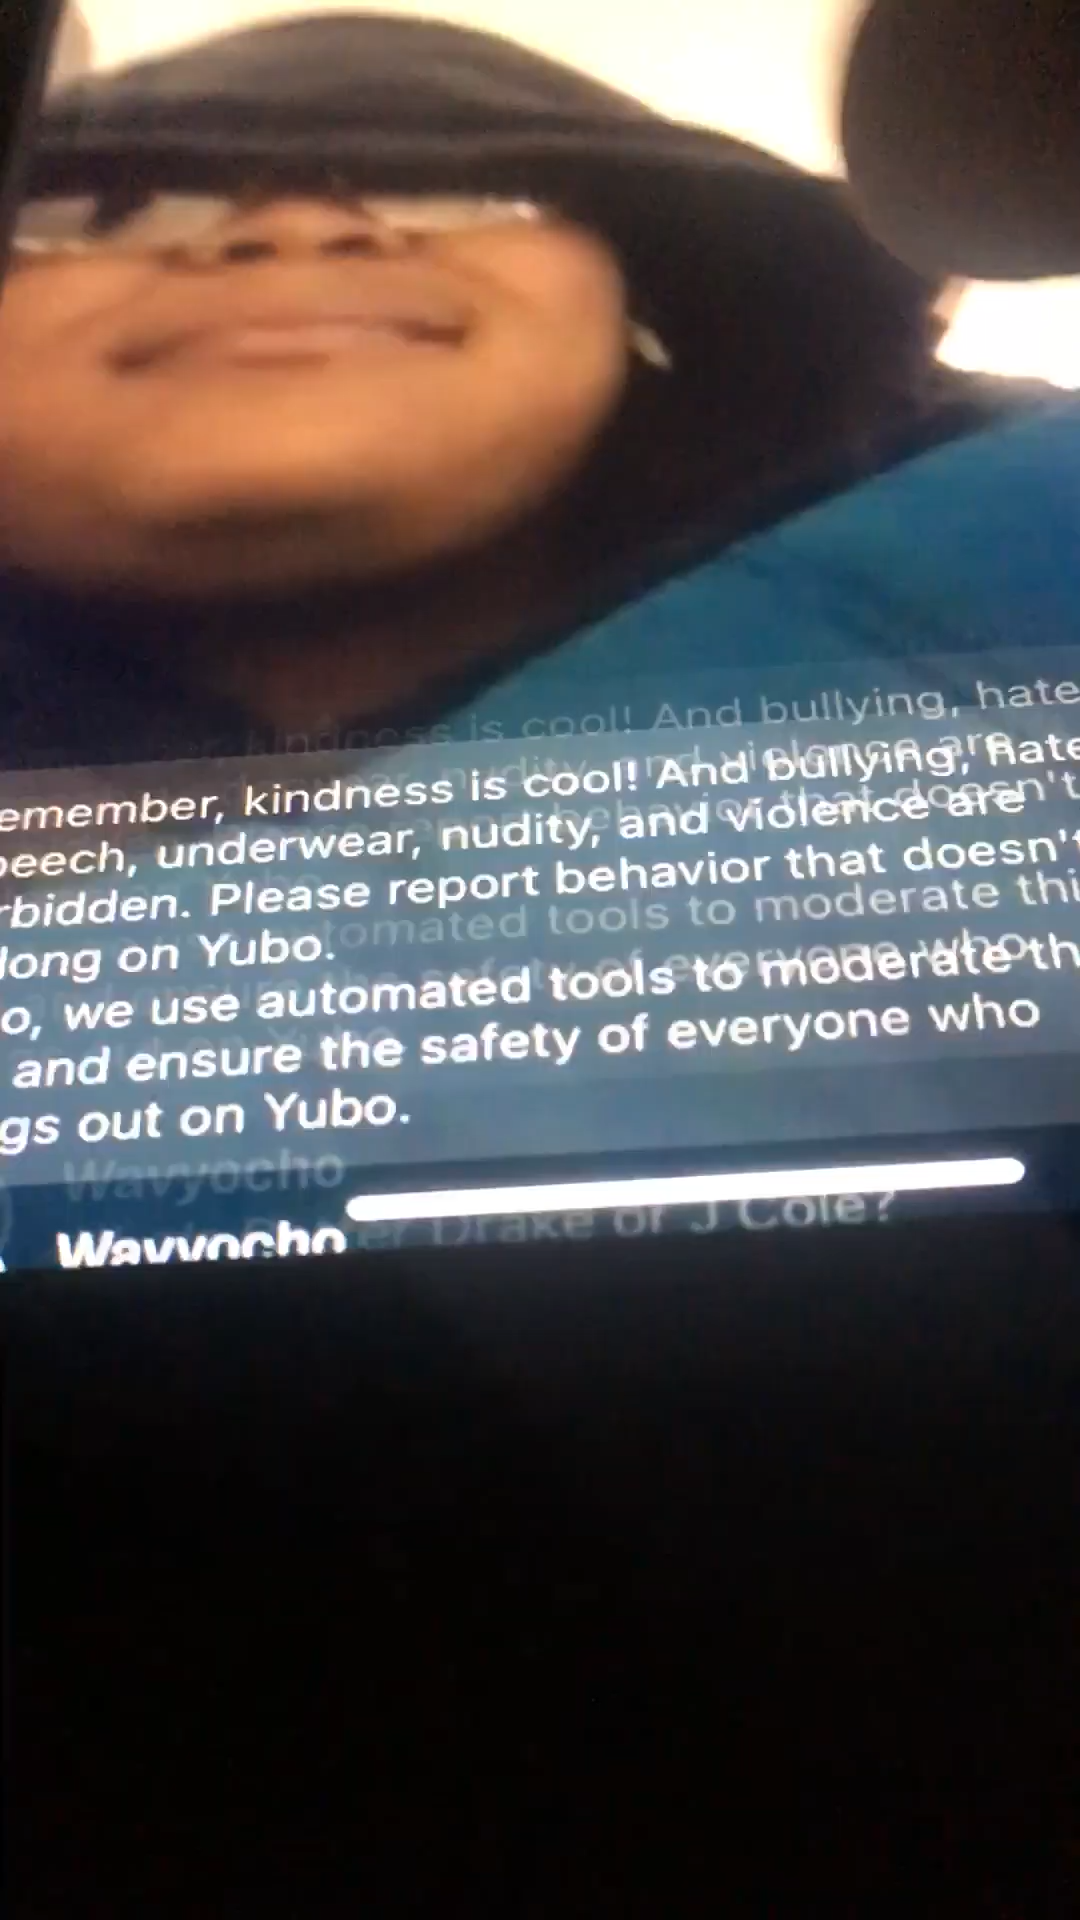 emember, kindness is cool! And bullying, hate
peech, underwear, nudity, and violence are
rbidden. Please report behavior that doesn't
long on Yubo.
o, we use automated tools to moderate th
and ensure the safety of everyone who
gs out on Yubo.
Wavyocho
Drake or J Cole?
Wavyocho